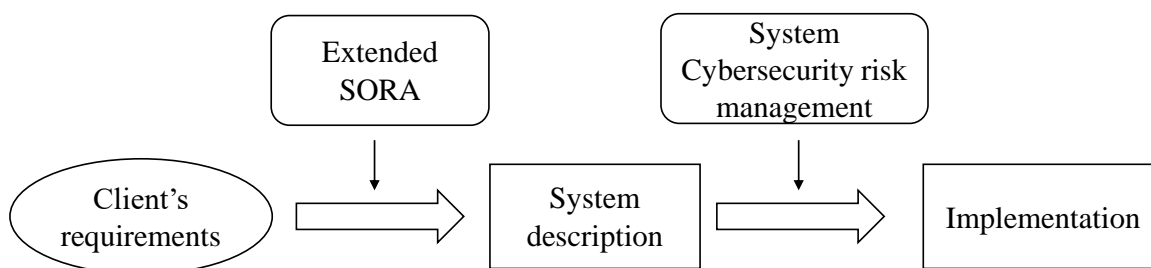 Extended
SORA
System
Cybersecurity risk
management
Client’s
requirements
System
description
Implementation